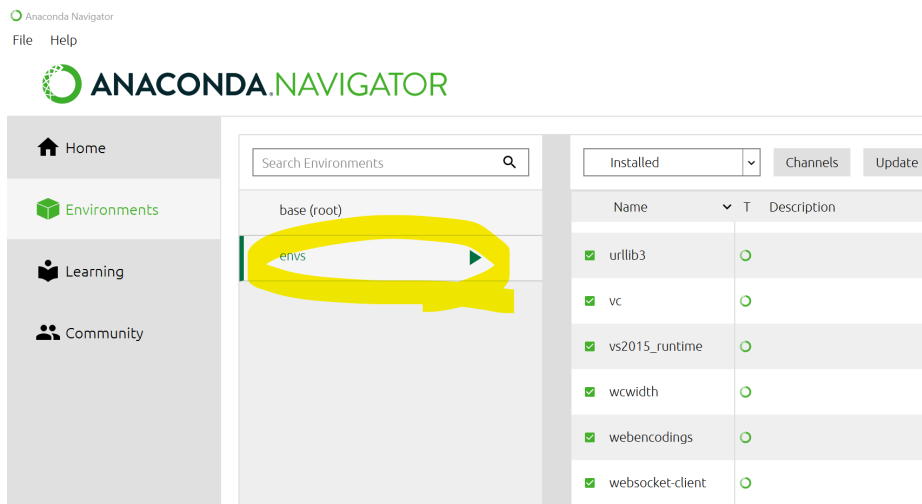 Anaconda Navigator
File Help
ANACONDA.NAVIGATOR
Home
Environments
Learning
Community
Search Environments
base (root)
envs
Installed Channels Update
Name T Description
urllib3
vc
vs2015_runtime
wcwidth
webencodings
websocket-client